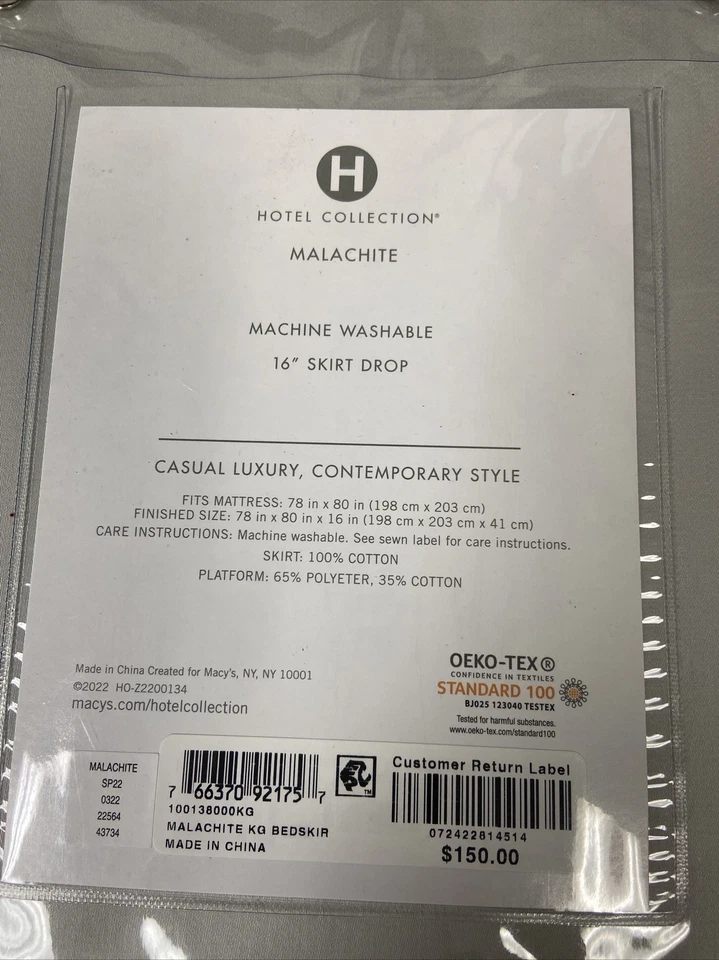 H
HOTEL COLLECTION®
MALACHITE
MACHINE WASHABLE
16" SKIRT DROP
CASUAL LUXURY, CONTEMPORARY STYLE
FITS MATTRESS: 78 in x 80 in (198 cm x 203 cm)
FINISHED SIZE: 78 in x 80 in x 16 in (198 cm x 203 cm x 41 cm)
CARE INSTRUCTIONS: Machine washable. See sewn label for care instructions.
SKIRT: 100% COTTON
PLATFORM: 65% POLYETER, 35% COTTON
Made in China Created for Macy's, NY, NY 10001
©2022 HO-Z2200134
macys.com/hotelcollection
OEKO-TEX®
CONFIDENCE IN TEXTILES
STANDARD 100
BJ025 123040 TESTEX
Tested for harmful substances.
www.oeko-tex.com/standard100
MALACHITE
SP22
0322
22564
43734
7 66370 92175 7
100138000KG
MALACHITE KG BEDSKIR
MADE IN CHINA
TM
Customer Return Label
072422814514
$150.00